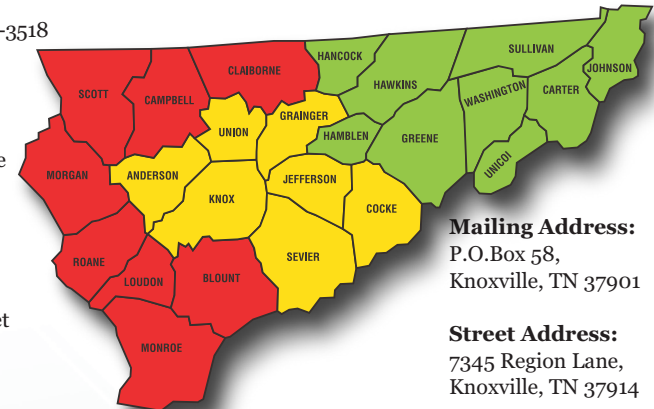 -3518
e
et
HANCOCK
SULLIVAN
JOHNSON
CLAIBORNE
HAWKINS
SCOTT
CAMPBELL
WASHINGTON
CARTER
GRAINGER
UNION
HAMBLEN
GREENE
UNICOI
MORGAN
ANDERSON
JEFFERSON
KNOX
COCKE
SEVIER
ROANE
LOUDON
BLOUNT
MONROE
Mailing Address:
P.O.Box 58,
Knoxville, TN 37901
Street Address:
7345 Region Lane,
Knoxville, TN 37914